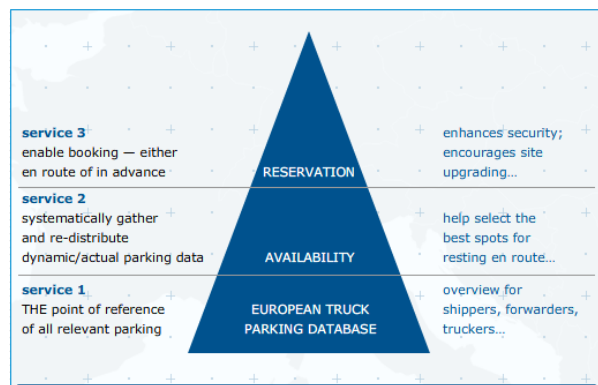 service 3
enable booking — either
en route of in advance
RESERVATION
enhances security;
encourages site
upgrading…
service 2
systematically gather
and re-distribute
dynamic/actual parking data
AVAILABILITY
help select the
best spots for
resting en route…
service 1
THE point of reference
of all relevant parking
EUROPEAN TRUCK
PARKING DATABASE
overview for
shippers, forwarders,
truckers…